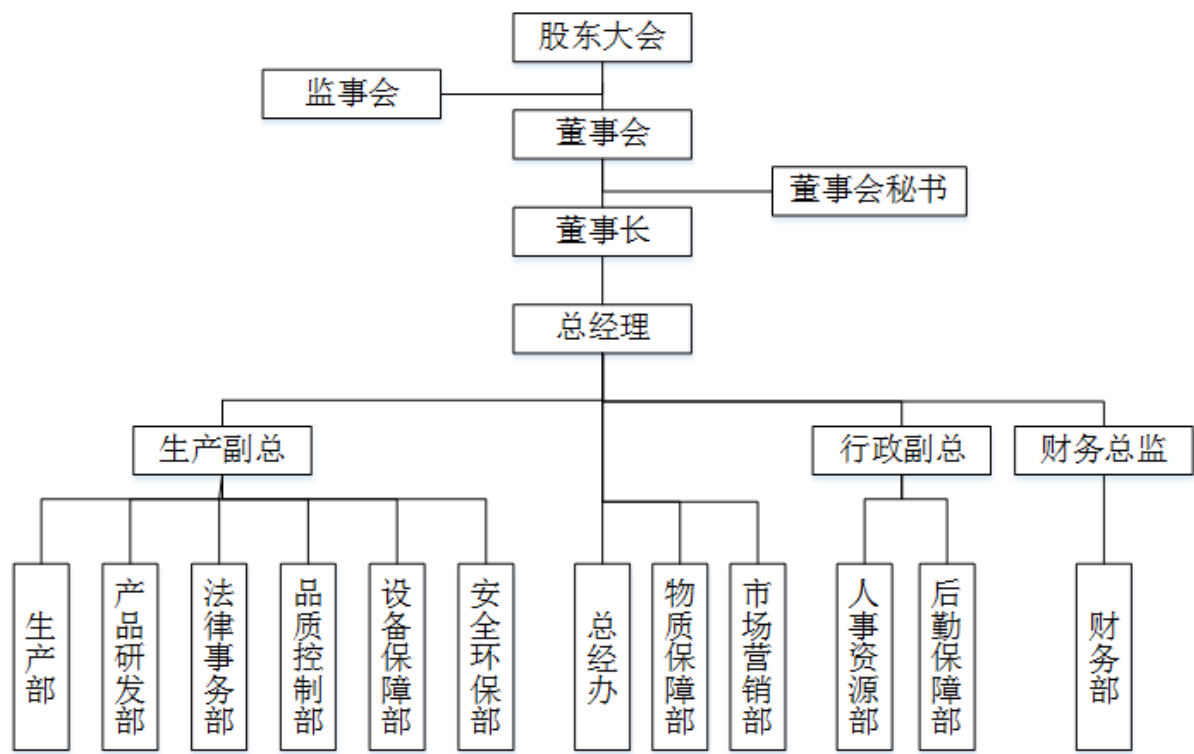 股东大会
监事会
董事会
董事会秘书
董事长
总经理
生产副总
行政副总
财务总监
生产部
产品研发部
法律事务部
品质控制部
设备保障部
安全环保部
总经办
物质保障部
市场营销部
人事资源部
后勤保障部
财务部